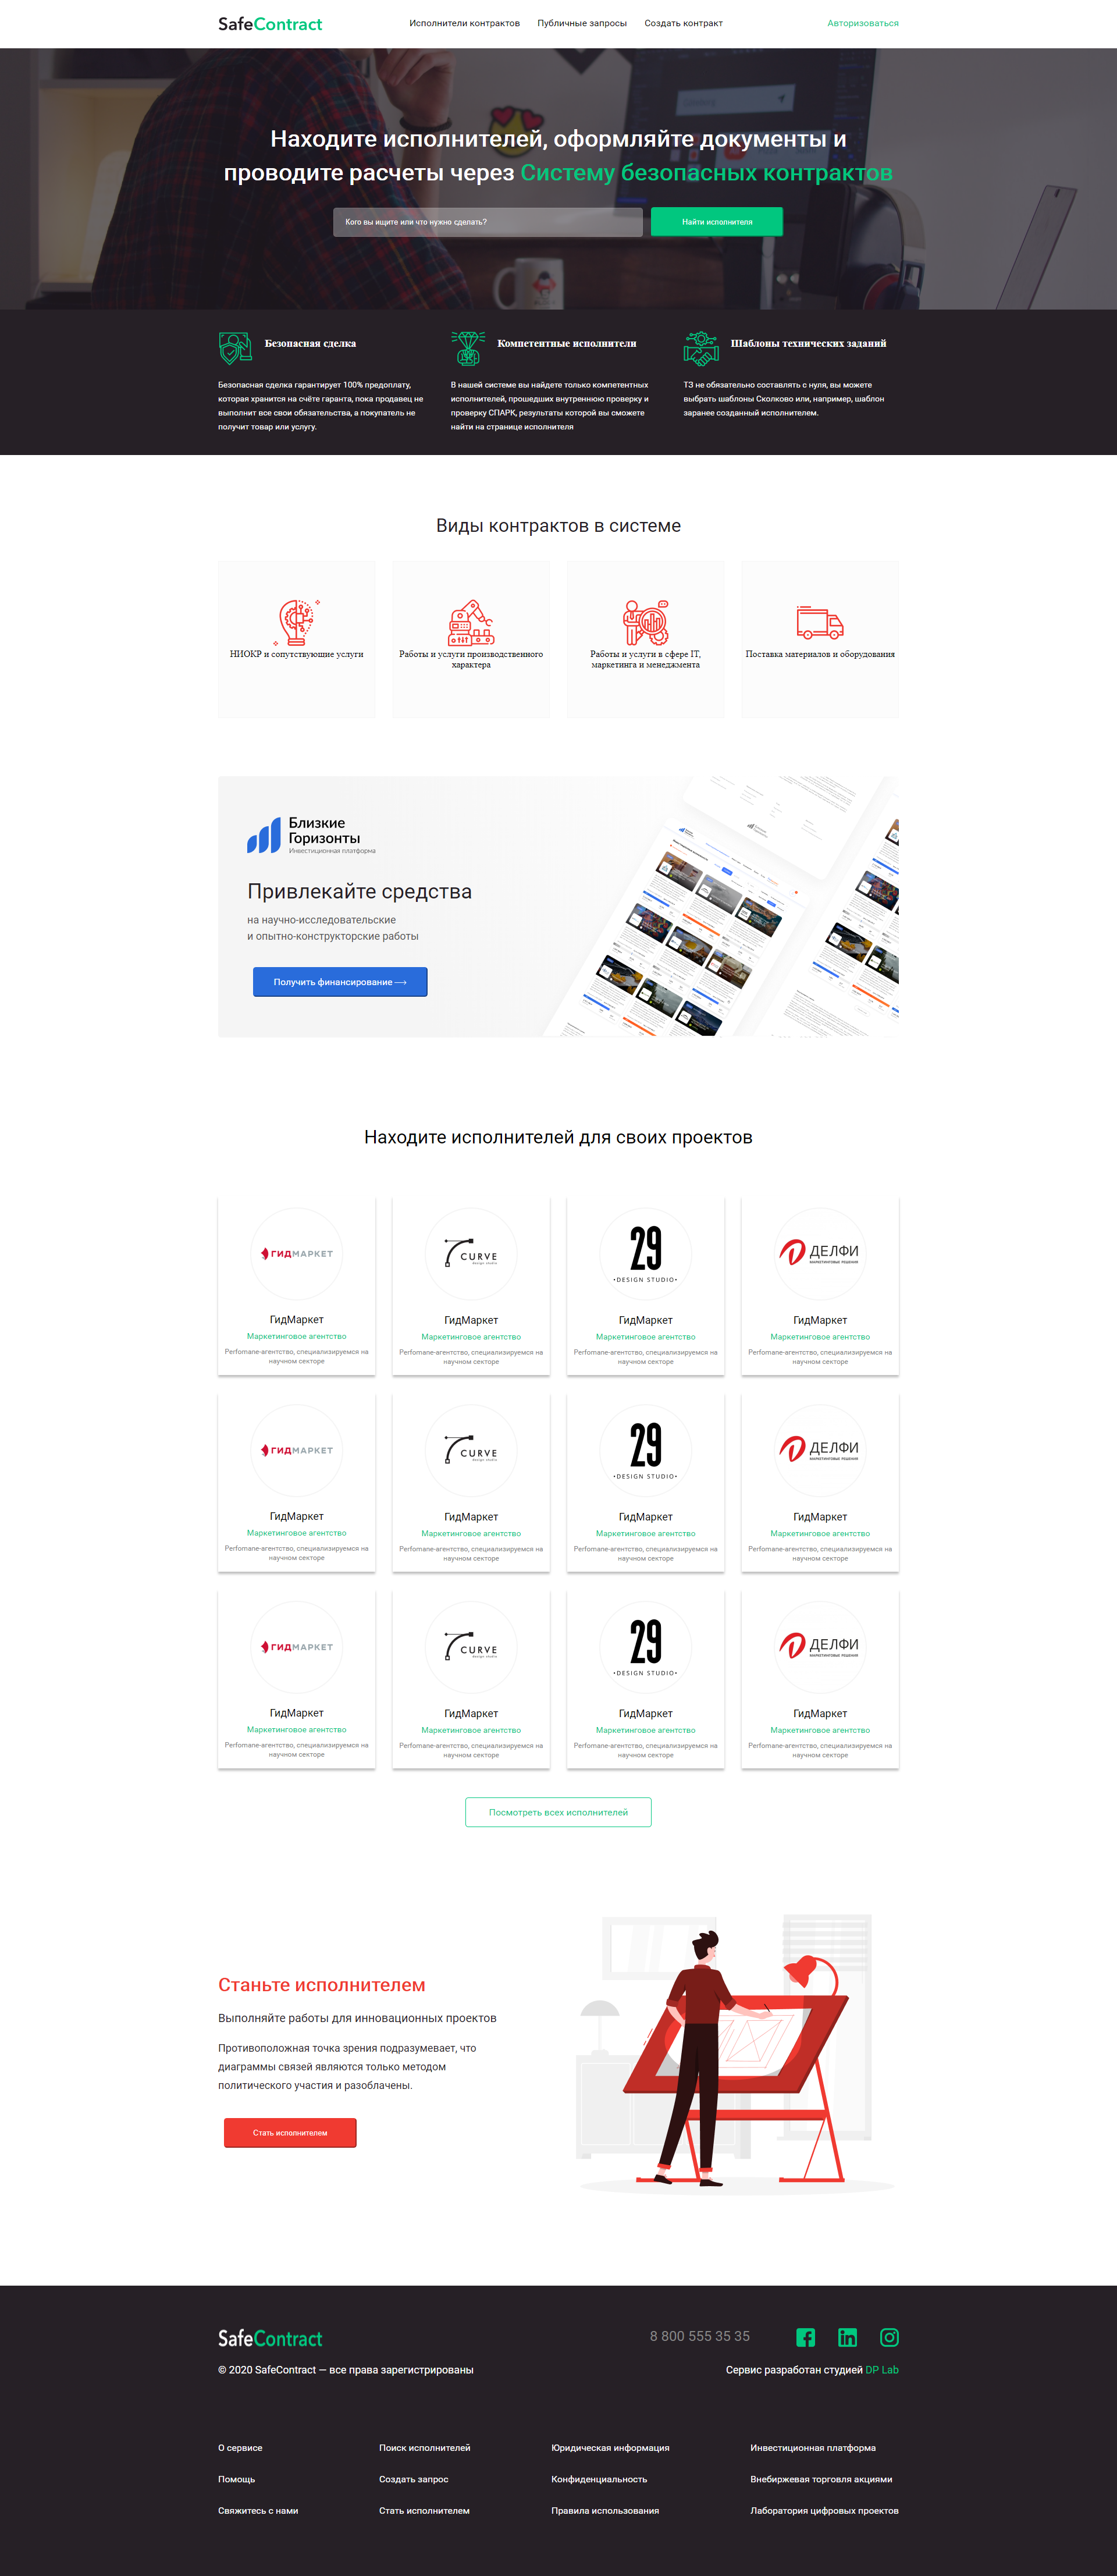 SafeContract
Исполнители контрактов
Публичные запросы
Создать контракт
Авторизоваться
Находите исполнителей, оформляйте документы и
проводите расчеты через Систему безопасных контрактов
Кого вы ищите или что нужно сделать?
Найти исполнителя
Безопасная сделка
Безопасная сделка гарантирует 100% предоплату,
которая хранится на счёте гаранта, пока продавец не
выполнит все свои обязательства, а покупатель не
получит товар или услугу.
Компетентные исполнители
В нашей системе вы найдете только компетентных
исполнителей, прошедших внутреннюю проверку и
проверку СПАРК, результаты которой вы сможете
найти на странице исполнителя
Шаблоны технических заданий
ТЗ не обязательно составлять с нуля, вы можете
выбрать шаблоны Сколково или, например, шаблон
заранее созданный исполнителем.
Виды контрактов в системе
НИОКР и сопутствующие услуги
Работы и услуги производственного
характера
Работы и услуги в сфере IT,
маркетинга и менеджмента
Поставка материалов и оборудования
Близкие
Горизонты
Инвестиционная платформа
Привлекайте средства
на научно-исследовательские
и опытно-конструкторские работы
Получить финансирование ⟶
Находите исполнителей для своих проектов
ГИДМАРКЕТ
ГидМаркет
Маркетинговое агентство
Perfomane-агентство, специализируемся на
научном секторе
CURVE
design studio
ГидМаркет
Маркетинговое агентство
Perfomane-агентство, специализируемся на
научном секторе
29
•DESIGN STUDIO•
ГидМаркет
Маркетинговое агентство
Perfomane-агентство, специализируемся на
научном секторе
ДЕЛФИ
МАРКЕТИНГОВЫЕ РЕШЕНИЯ
ГидМаркет
Маркетинговое агентство
Perfomane-агентство, специализируемся на
научном секторе
ГИДМАРКЕТ
ГидМаркет
Маркетинговое агентство
Perfomane-агентство, специализируемся на
научном секторе
CURVE
design studio
ГидМаркет
Маркетинговое агентство
Perfomane-агентство, специализируемся на
научном секторе
29
•DESIGN STUDIO•
ГидМаркет
Маркетинговое агентство
Perfomane-агентство, специализируемся на
научном секторе
ДЕЛФИ
МАРКЕТИНГОВЫЕ РЕШЕНИЯ
ГидМаркет
Маркетинговое агентство
Perfomane-агентство, специализируемся на
научном секторе
ГИДМАРКЕТ
ГидМаркет
Маркетинговое агентство
Perfomane-агентство, специализируемся на
научном секторе
CURVE
design studio
ГидМаркет
Маркетинговое агентство
Perfomane-агентство, специализируемся на
научном секторе
29
•DESIGN STUDIO•
ГидМаркет
Маркетинговое агентство
Perfomane-агентство, специализируемся на
научном секторе
ДЕЛФИ
МАРКЕТИНГОВЫЕ РЕШЕНИЯ
ГидМаркет
Маркетинговое агентство
Perfomane-агентство, специализируемся на
научном секторе
Посмотреть всех исполнителей
Станьте исполнителем
Выполняйте работы для инновационных проектов
Противоположная точка зрения подразумевает, что
диаграммы связей являются только методом
политического участия и разоблачены.
Стать исполнителем
SafeContract
8 800 555 35 35
© 2020 SafeContract — все права зарегистрированы
Сервис разработан студией DP Lab
О сервисе
Помощь
Свяжитесь с нами
Поиск исполнителей
Создать запрос
Стать исполнителем
Юридическая информация
Конфиденциальность
Правила использования
Инвестиционная платформа
Внебиржевая торговля акциями
Лаборатория цифровых проектов